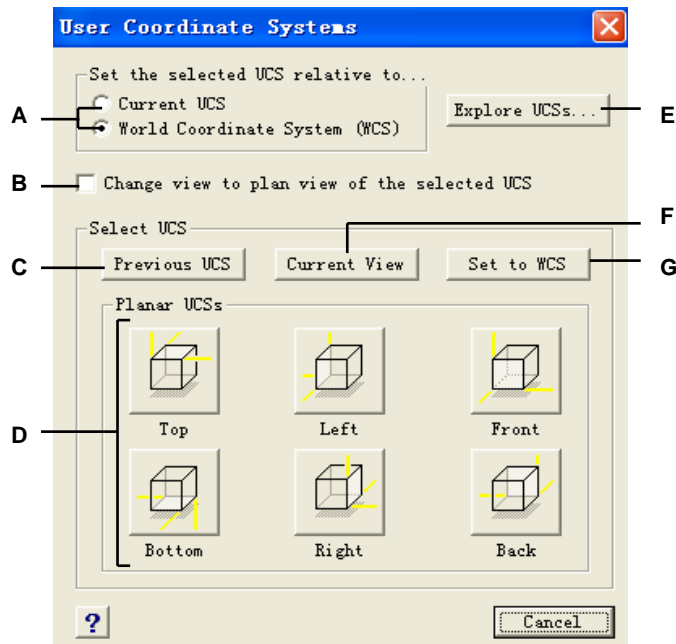 User Coordinate Systems
Set the selected UCS relative to...
A
Current UCS
World Coordinate System (WCS)
Explore UCSs...
E
B
Change view to plan view of the selected UCS
F
Select UCS
C
Previous UCS
Current View
Set to WCS
G
Planar UCSs
D
Top
Left
Front
Bottom
Right
Back
?
Cancel